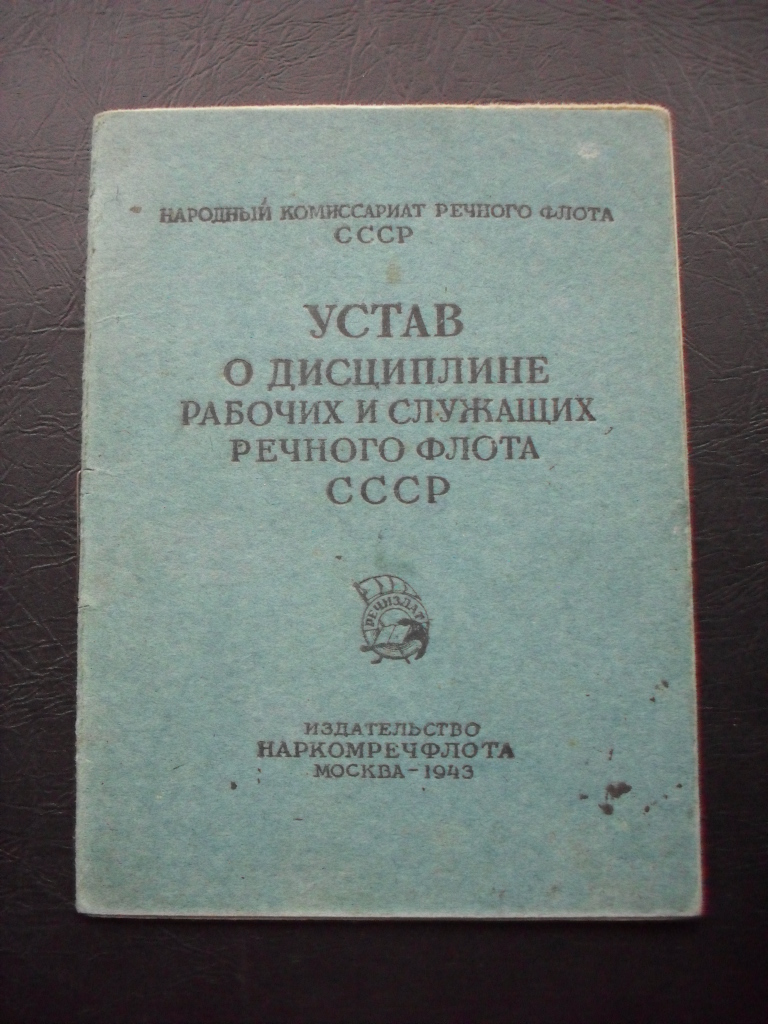 НАРОДНЫЙ КОМИССАРИАТ РЕЧНОГО ФЛОТА
СССР
УСТАВ
О ДИСЦИПЛИНЕ
РАБОЧИХ И СЛУЖАЩИХ
РЕЧНОГО ФЛОТА
СССР
РЕЧИЗДАТ
ИЗДАТЕЛЬСТВО
НАРКОМРЕЧФЛОТА
МОСКВА – 1943